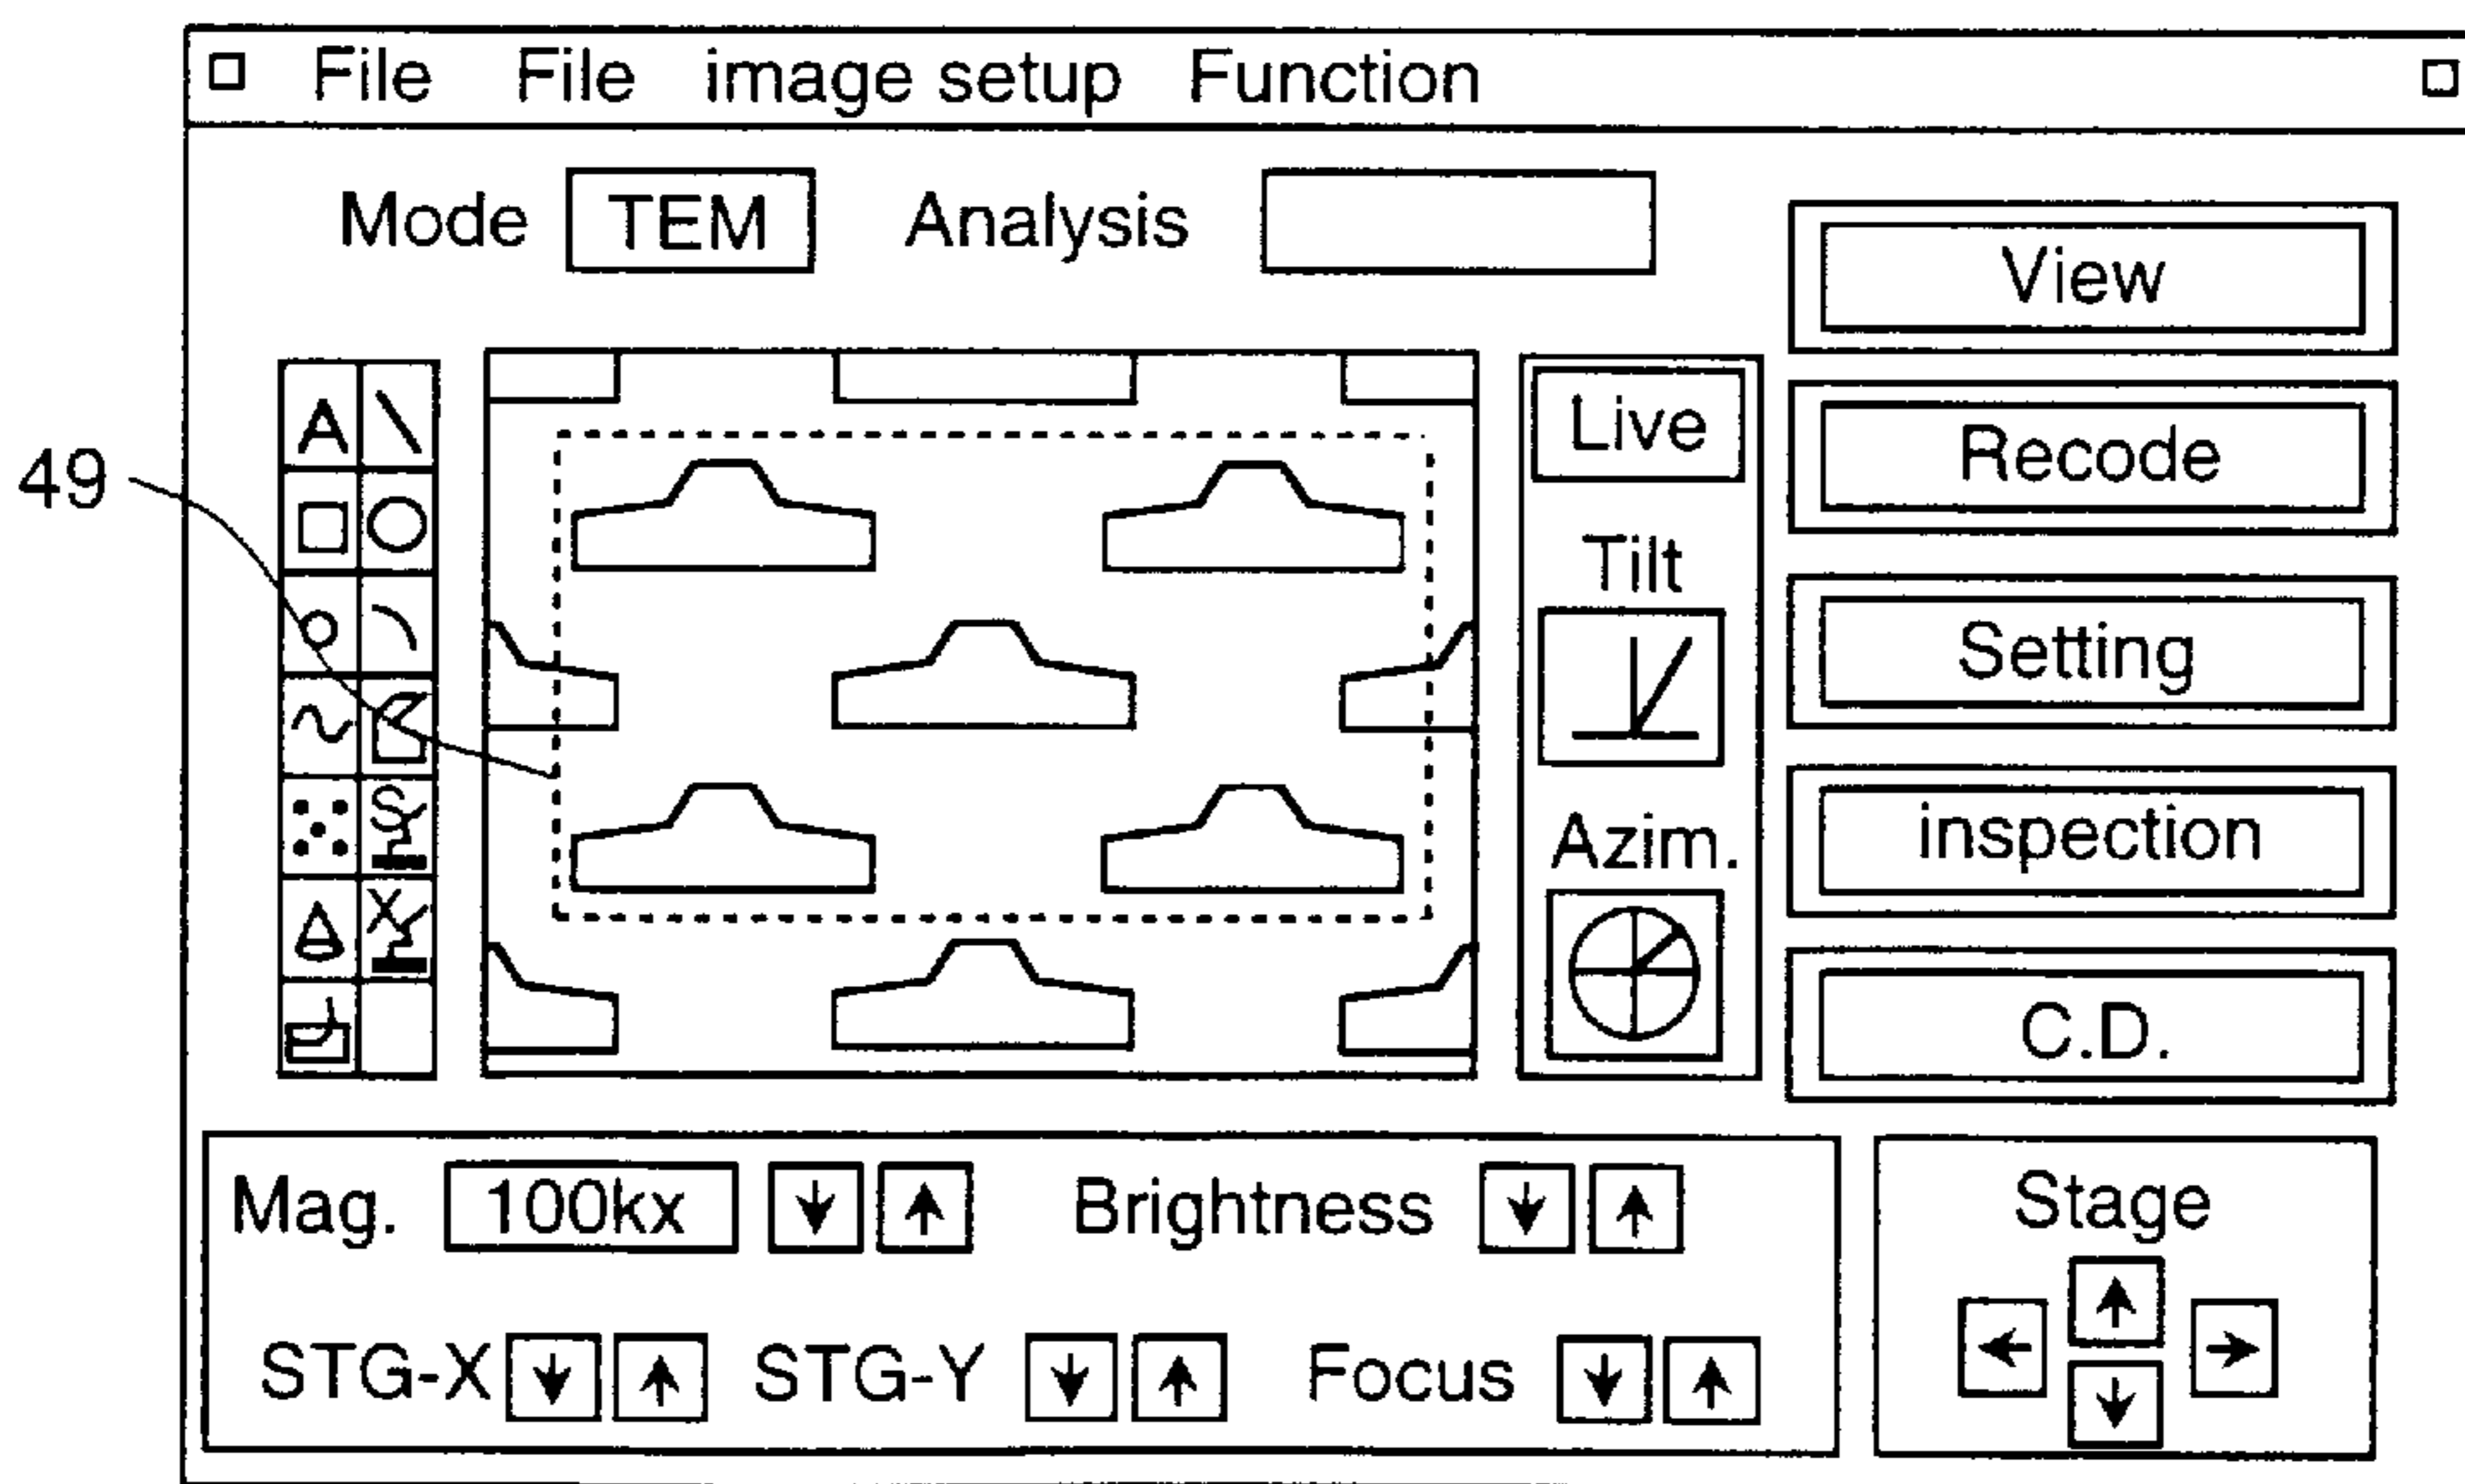 File File image setup Function
Mode TEM Analysis
View
Live
Recode
49
Tilt
Setting
Azim.
inspection
C.D.
Mag. 100kx Brightness
Stage
STG-X STG-Y Focus